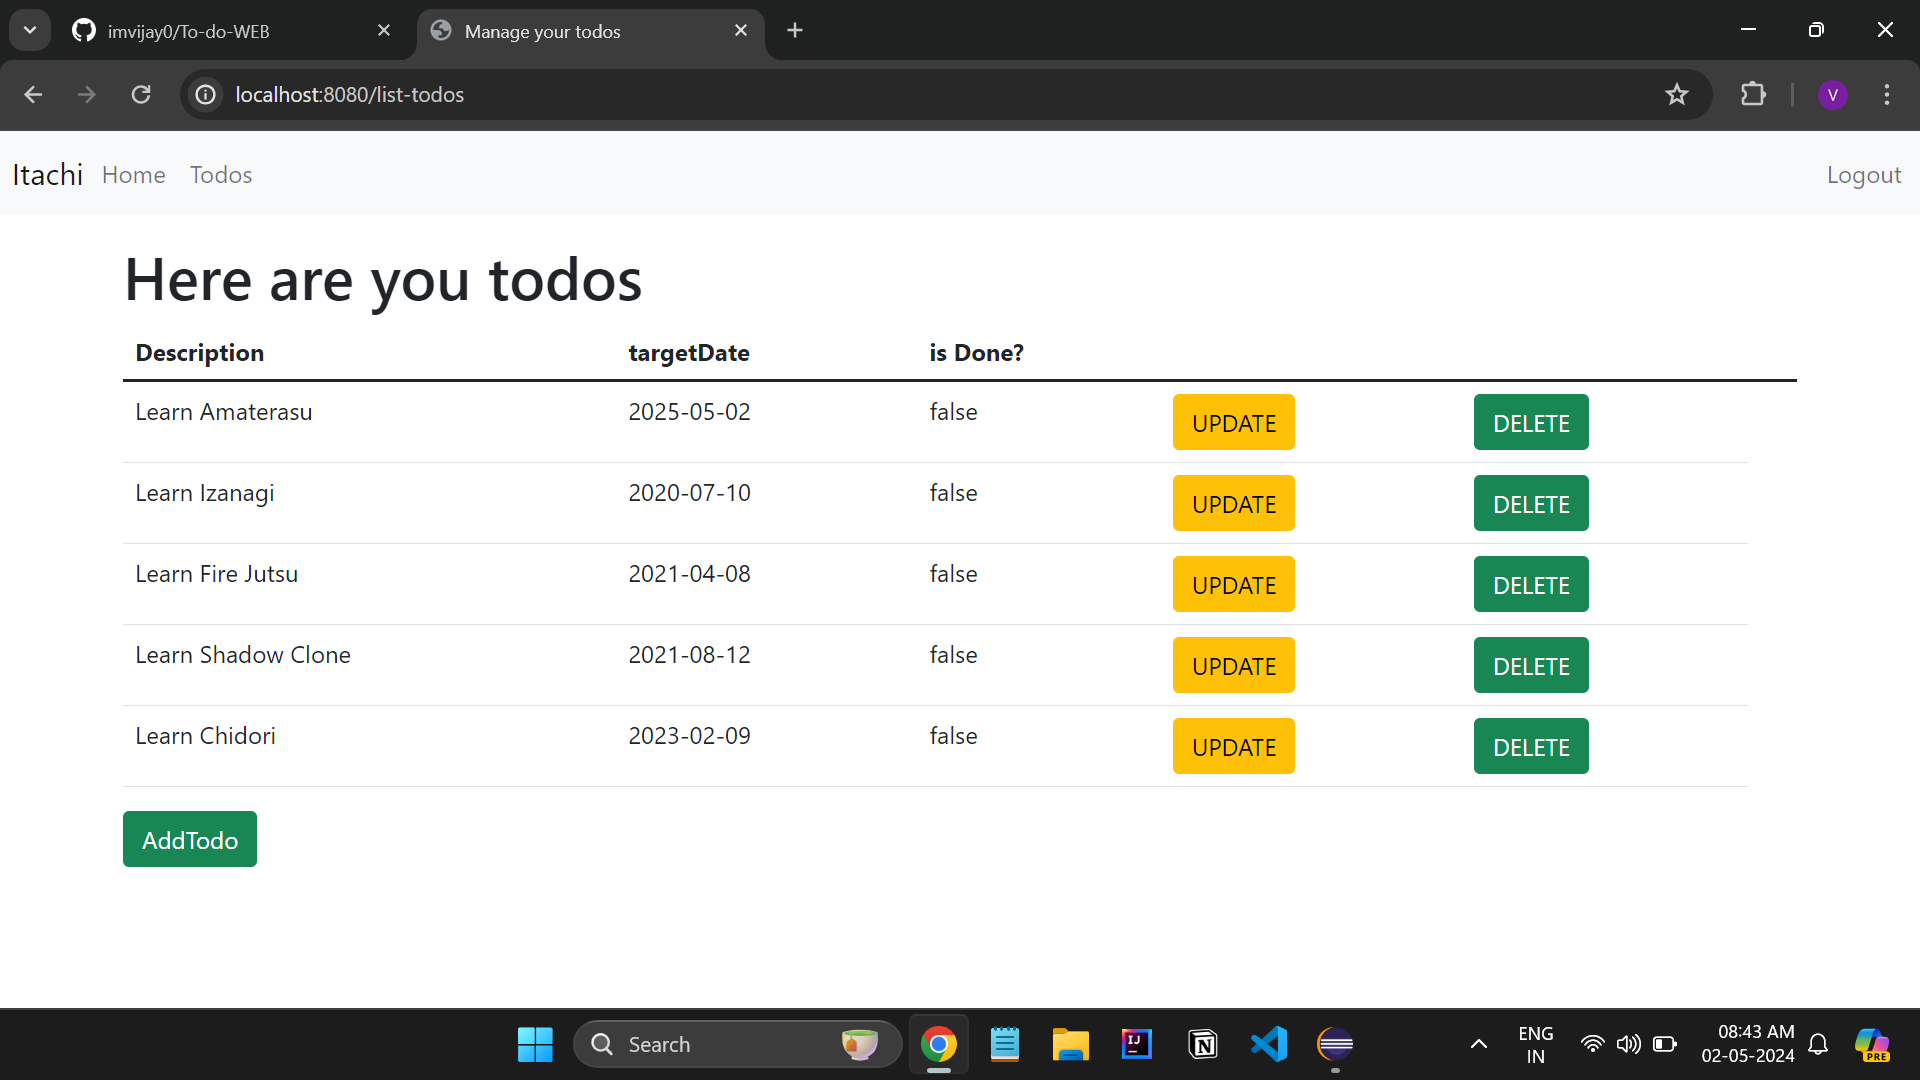 imvijay0/To-do-WEB
Manage your todos
localhost:8080/list-todos
V
Itachi Home Todos Logout
Here are you todos
Description targetDate is Done?
Learn Amaterasu 2025-05-02 false UPDATE DELETE
Learn Izanagi 2020-07-10 false UPDATE DELETE
Learn Fire Jutsu 2021-04-08 false UPDATE DELETE
Learn Shadow Clone 2021-08-12 false UPDATE DELETE
Learn Chidori 2023-02-09 false UPDATE DELETE
AddTodo
Search
IJ
N
ENG
IN
08:43 AM
02-05-2024
PRE